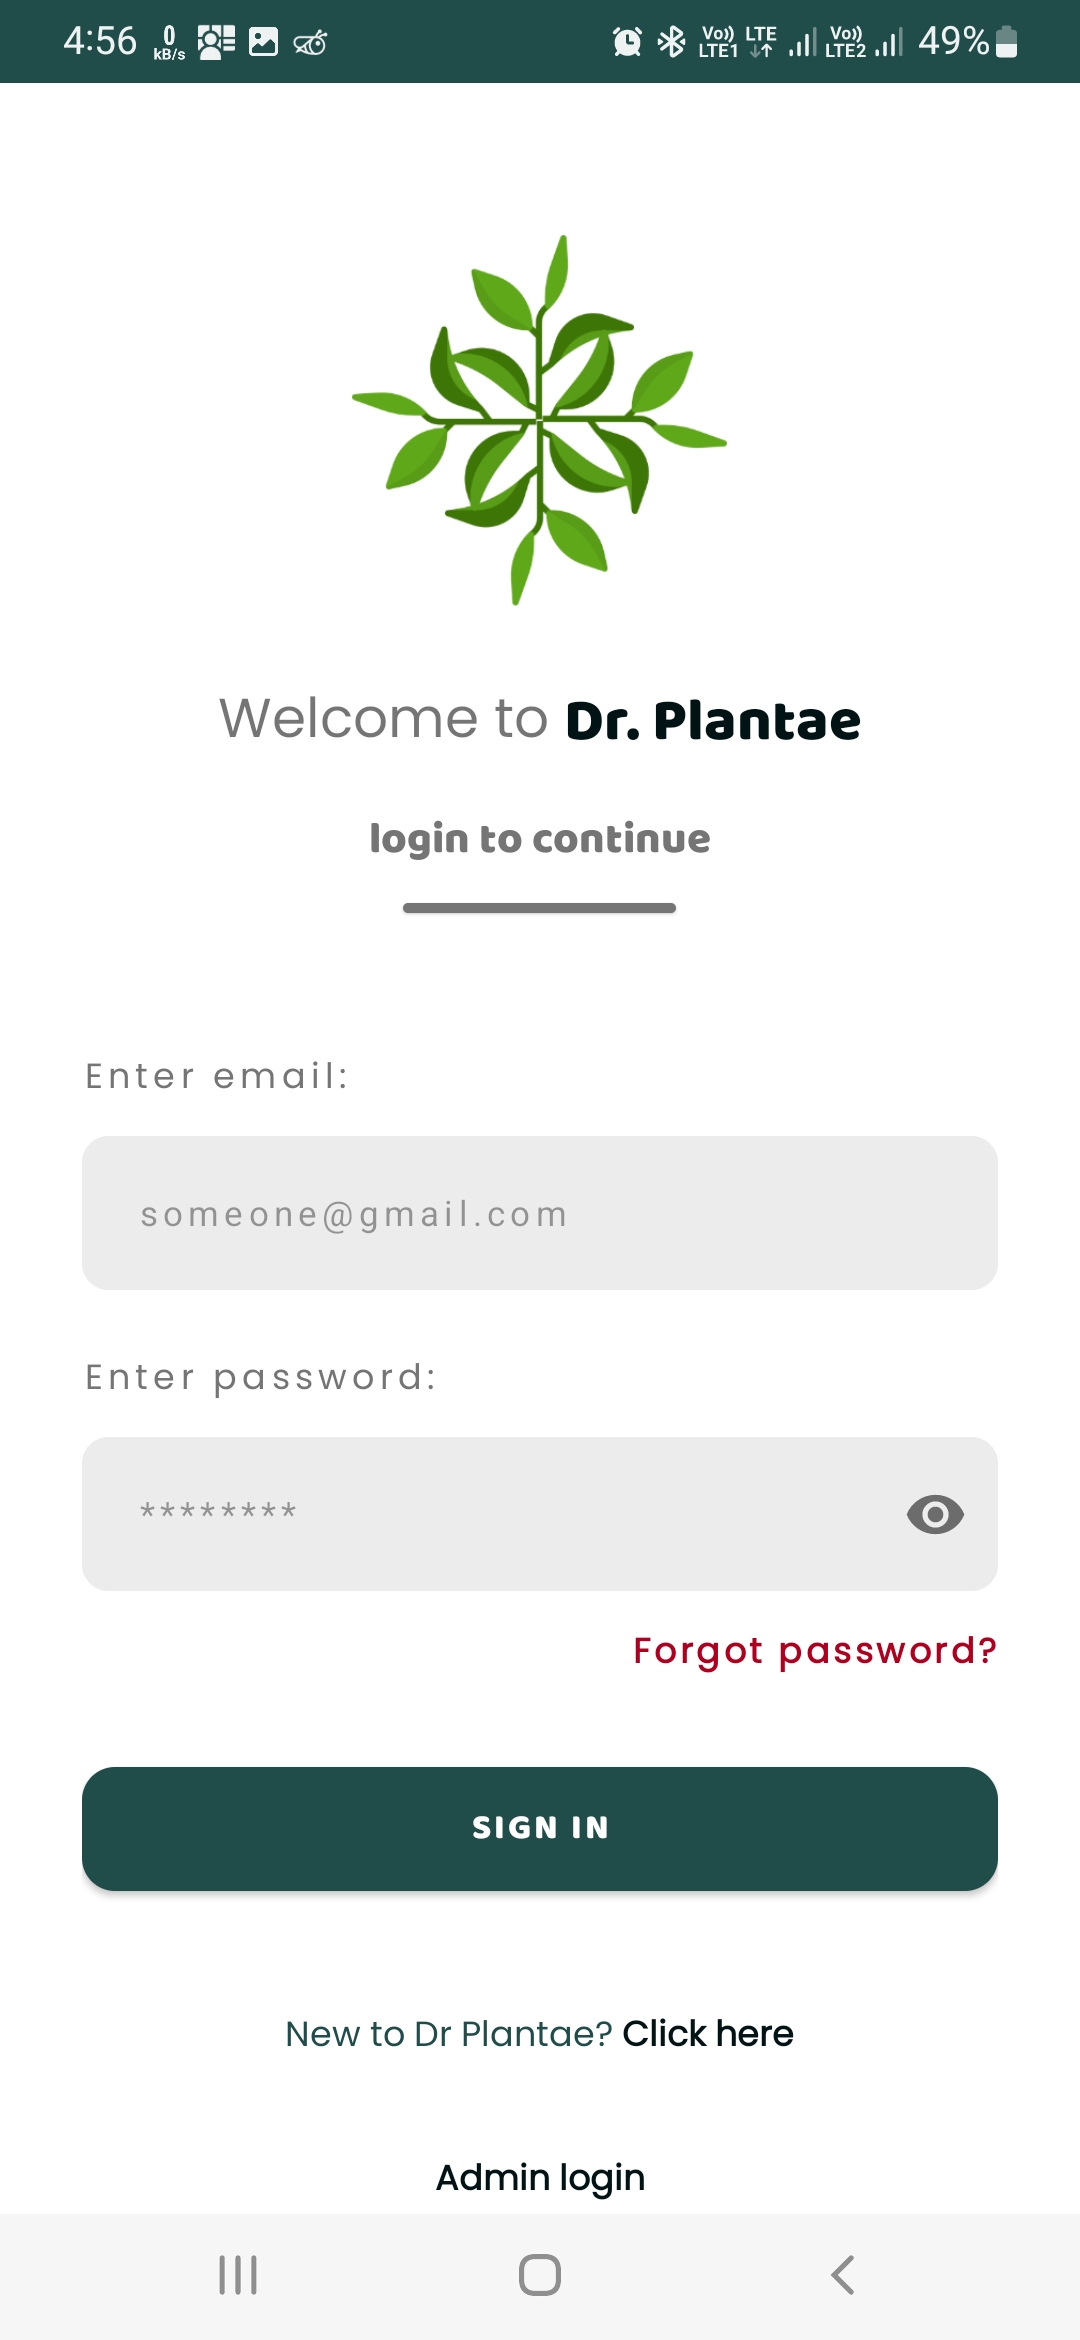 4:56 0 kB/s Vo)) LTE1 LTE Vo)) LTE2 49%
Welcome to Dr. Plantae
login to continue
Enter email:
someone@gmail.com
Enter password:
********
Forgot password?
SIGN IN
New to Dr Plantae? Click here
Admin login